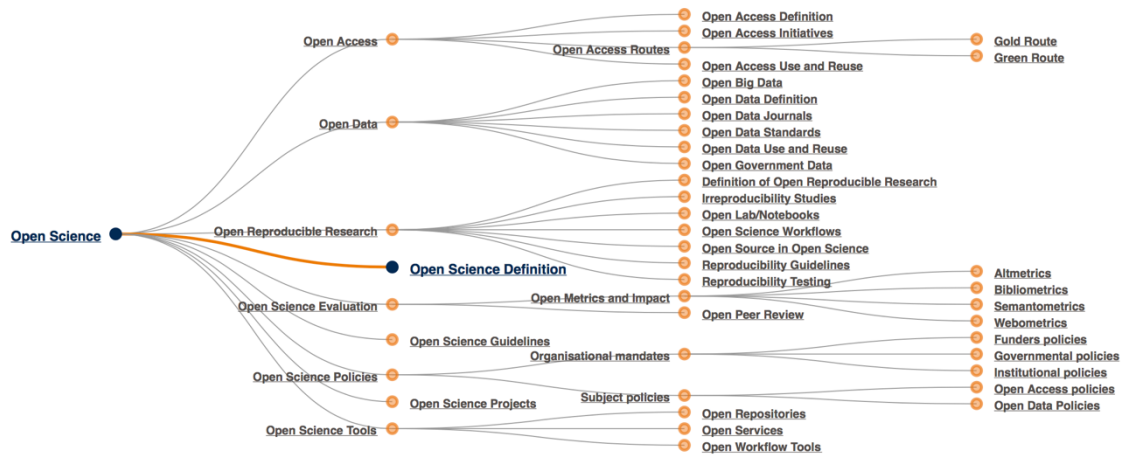 Open Science
Open Access
Open Access Definition
Open Access Initiatives
Open Access Routes
Gold Route
Green Route
Open Access Use and Reuse
Open Data
Open Big Data
Open Data Definition
Open Data Journals
Open Data Standards
Open Data Use and Reuse
Open Government Data
Open Reproducible Research
Definition of Open Reproducible Research
Irreproducibility Studies
Open Lab/Notebooks
Open Science Workflows
Open Source in Open Science
Reproducibility Guidelines
Reproducibility Testing
Open Science Definition
Open Science Evaluation
Open Metrics and Impact
Altmetrics
Bibliometrics
Semantometrics
Webometrics
Open Peer Review
Open Science Guidelines
Open Science Policies
Organisational mandates
Funders policies
Governmental policies
Institutional policies
Subject policies
Open Access policies
Open Data Policies
Open Science Projects
Open Science Tools
Open Repositories
Open Services
Open Workflow Tools